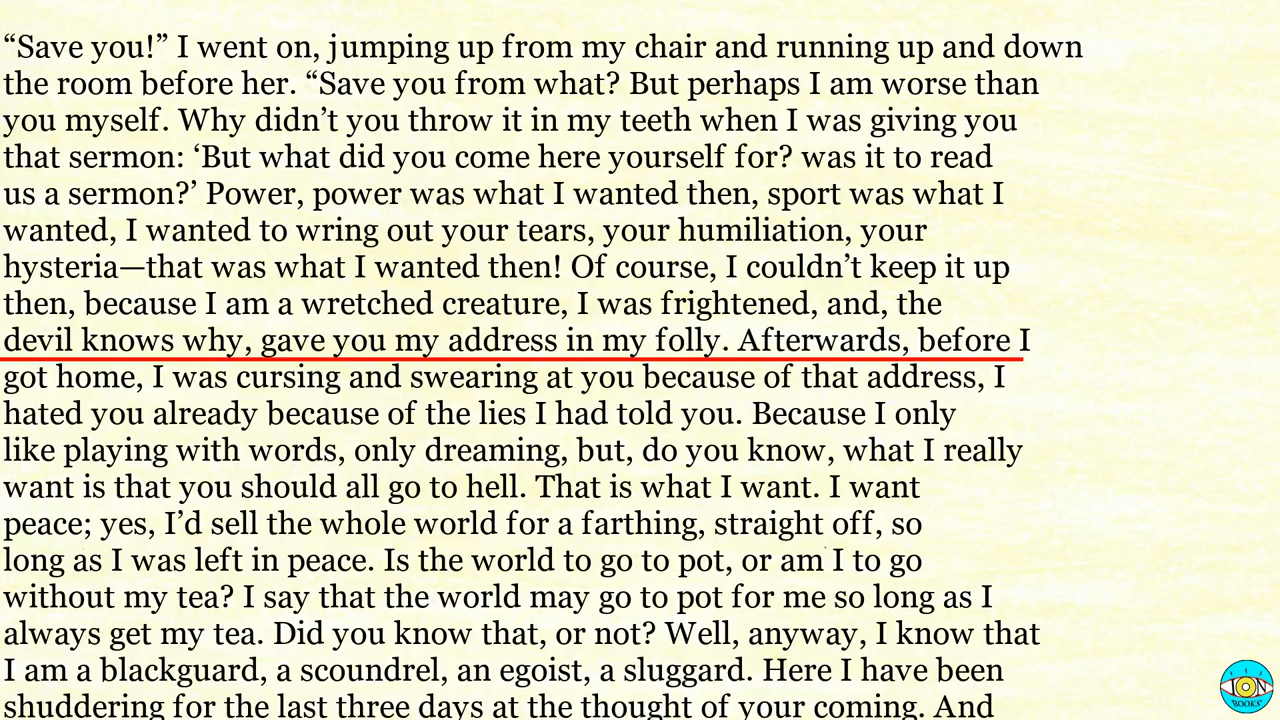 “Save you!” I went on, jumping up from my chair and running up and down
the room before her. “Save you from what? But perhaps I am worse than
you myself. Why didn’t you throw it in my teeth when I was giving you
that sermon: ‘But what did you come here yourself for? was it to read
us a sermon?’ Power, power was what I wanted then, sport was what I
wanted, I wanted to wring out your tears, your humiliation, your
hysteria—that was what I wanted then! Of course, I couldn’t keep it up
then, because I am a wretched creature, I was frightened, and, the
devil knows why, gave you my address in my folly. Afterwards, before I
got home, I was cursing and swearing at you because of that address, I
hated you already because of the lies I had told you. Because I only
like playing with words, only dreaming, but, do you know, what I really
want is that you should all go to hell. That is what I want. I want
peace; yes, I’d sell the whole world for a farthing, straight off, so
long as I was left in peace. Is the world to go to pot, or am I to go
without my tea? I say that the world may go to pot for me so long as I
always get my tea. Did you know that, or not? Well, anyway, I know that
I am a blackguard, a scoundrel, an egoist, a sluggard. Here I have been
shuddering for the last three days at the thought of your coming. And
ION
BOOKS